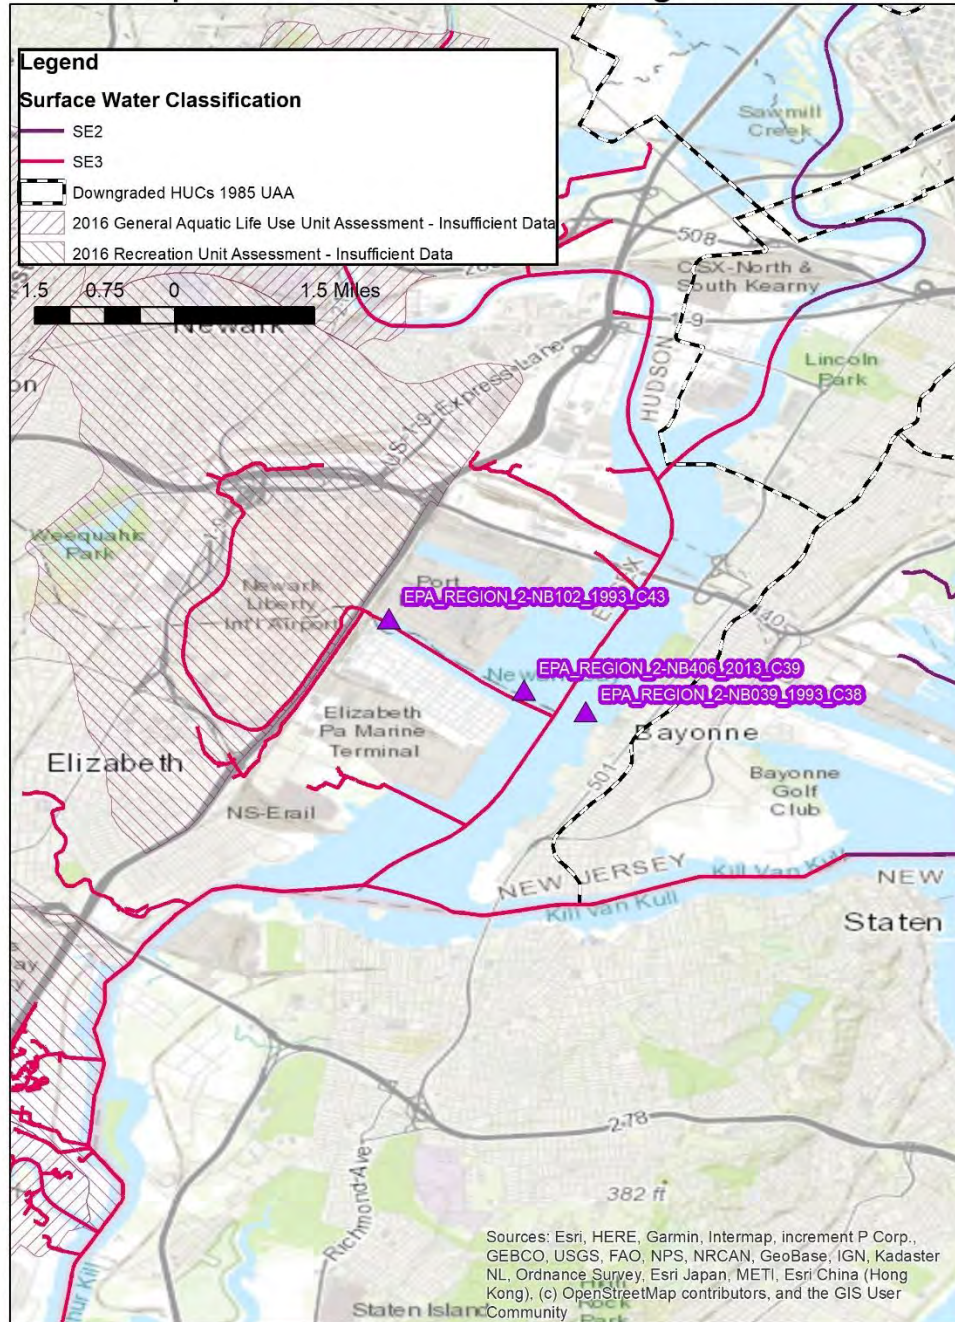 Legend
Surface Water Classification
SE2
SE3
Downgraded HUCs 1985 UAA
2016 General Aquatic Life Use Unit Assessment - Insufficient Data
2016 Recreation Unit Assessment - Insufficient Data
1.5 0.75 0 1.5 Miles
Sawmill
Creek
508
CSX-North &
South Kearny
Newark
1-9
Lincoln
Park
HUDSON
US-1-9-Express-Lane
Weequahic
Park
Newark
Liberty
Int'l Airport
Port
ESSEX
EPA_REGION_2-NB102_1993_C43
EPA_REGION_2-NB406_2013_C39
EPA_REGION_2-NB039_1993_C38
Elizabeth
Pa Marine
Terminal
Bayonne
501
Elizabeth
Bayonne
Golf
Club
NS-Erail
NEW JERSEY
Kill Van Kull
NEW
Kill Van Kull
Staten
278
Richmond-Ave
382 ft
Sources: Esri, HERE, Garmin, Intermap, increment P Corp.,
GEBCO, USGS, FAO, NPS, NRCAN, GeoBase, IGN, Kadaster
NL, Ordnance Survey, Esri Japan, METI, Esri China (Hong
Kong), (c) OpenStreetMap contributors, and the GIS User
Community
Staten Island
Park